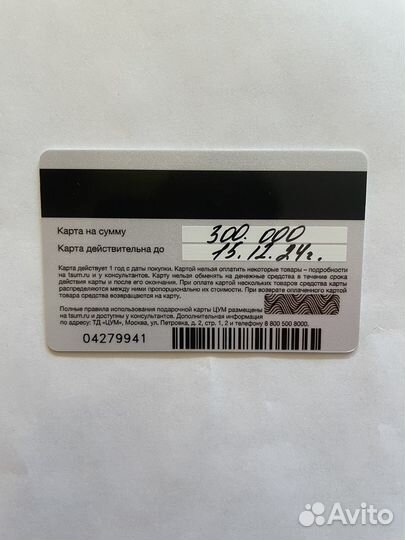 Карта на сумму 300.000
Карта действительна до 15.12.24г.
Карта действует 1 год с даты покупки. Картой нельзя оплатить некоторые товары – подробности
на tsum.ru и у консультантов. Карту нельзя обменять на денежные средства в течение срока
действия карты и после его окончания. При оплате картой нескольких товаров средства карты
распределяются между ними пропорционально их стоимости. При возврате оплаченного картой
товара средства возвращаются на карту.
Полные правила использования подарочной карты ЦУМ размещены
на tsum.ru и доступны у консультантов. Дополнительная информация
по адресу: ТД «ЦУМ», Москва, ул. Петровка, д. 2, стр. 1, 2 и телефону 8 800 500 8000.
04279941
Avito